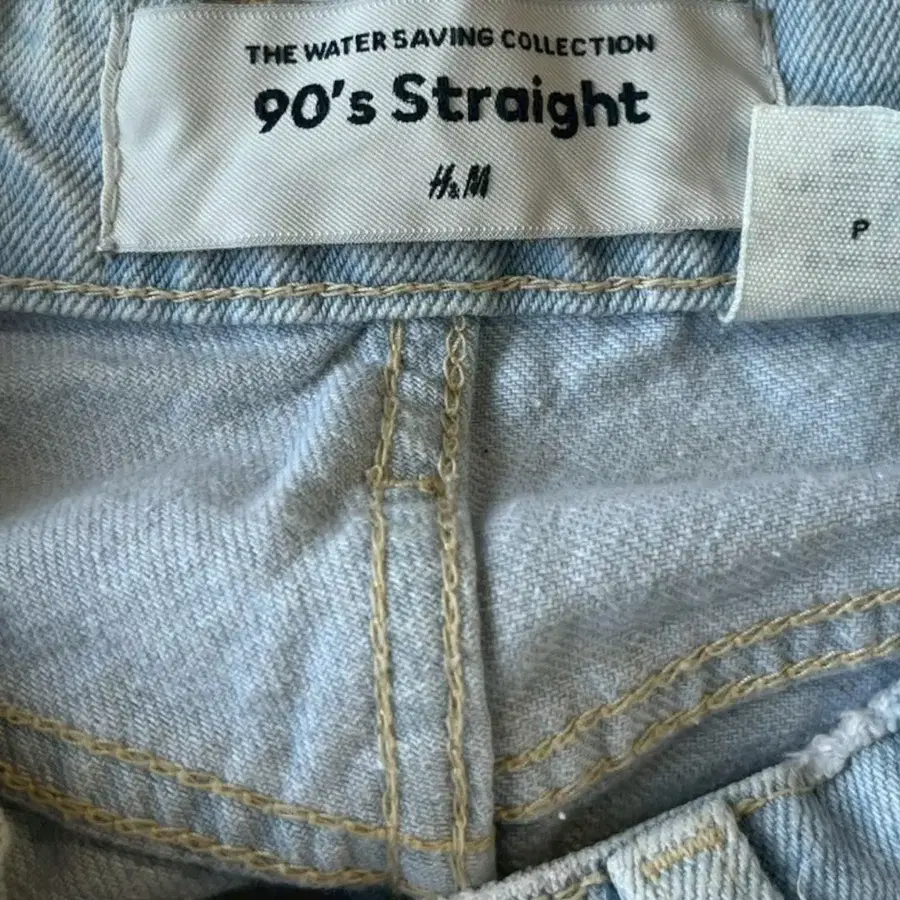 THE WATER SAVING COLLECTION
90's Straight
H&M
P